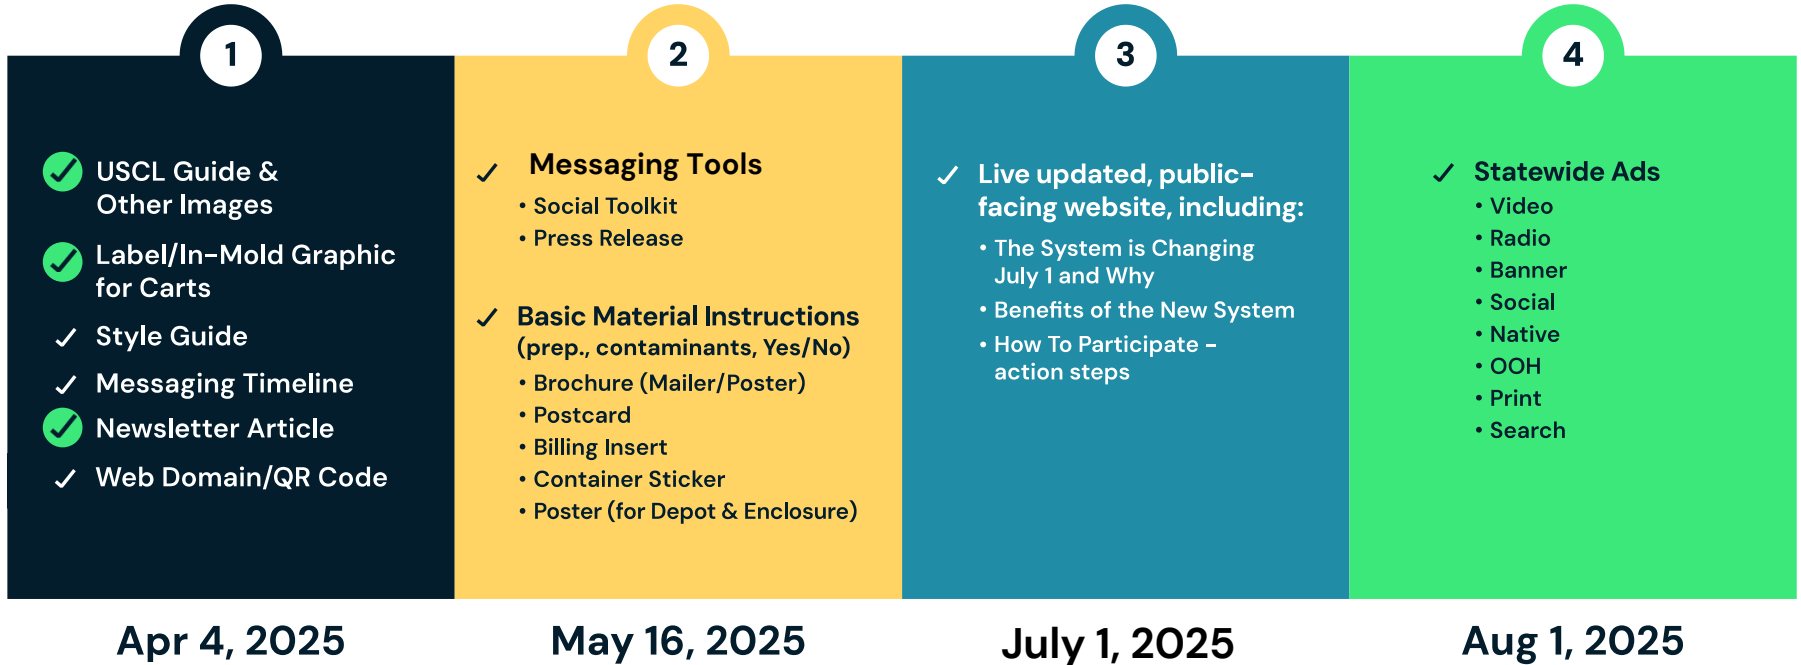 1
USCL Guide &
Other Images
Label/In-Mold Graphic
for Carts
Style Guide
Messaging Timeline
Newsletter Article
Web Domain/QR Code
Apr 4, 2025
2
Messaging Tools
• Social Toolkit
• Press Release
Basic Material Instructions
(prep., contaminants, Yes/No)
• Brochure (Mailer/Poster)
• Postcard
• Billing Insert
• Container Sticker
• Poster (for Depot & Enclosure)
May 16, 2025
3
Live updated, public-
facing website, including:
• The System is Changing
July 1 and Why
• Benefits of the New System
• How To Participate –
action steps
July 1, 2025
4
Statewide Ads
• Video
• Radio
• Banner
• Social
• Native
• OOH
• Print
• Search
Aug 1, 2025